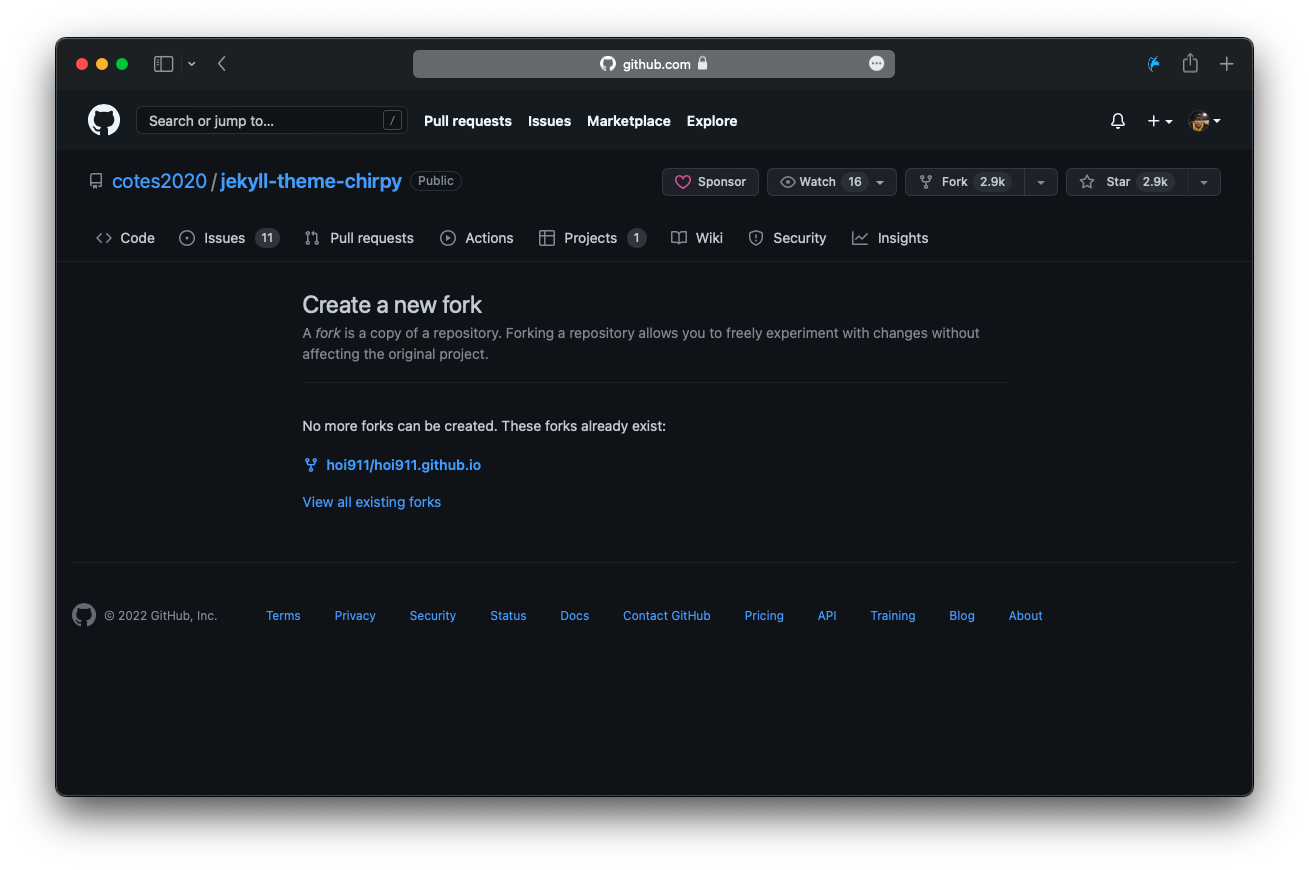 github.com
Search or jump to... /
Pull requests Issues Marketplace Explore
cotes2020 / jekyll-theme-chirpy Public
Sponsor Watch 16 Fork 2.9k Star 2.9k
Code Issues 11 Pull requests Actions Projects 1 Wiki Security Insights
Create a new fork
A fork is a copy of a repository. Forking a repository allows you to freely experiment with changes without
affecting the original project.
No more forks can be created. These forks already exist:
hoi911/hoi911.github.io
View all existing forks
© 2022 GitHub, Inc. Terms Privacy Security Status Docs Contact GitHub Pricing API Training Blog About